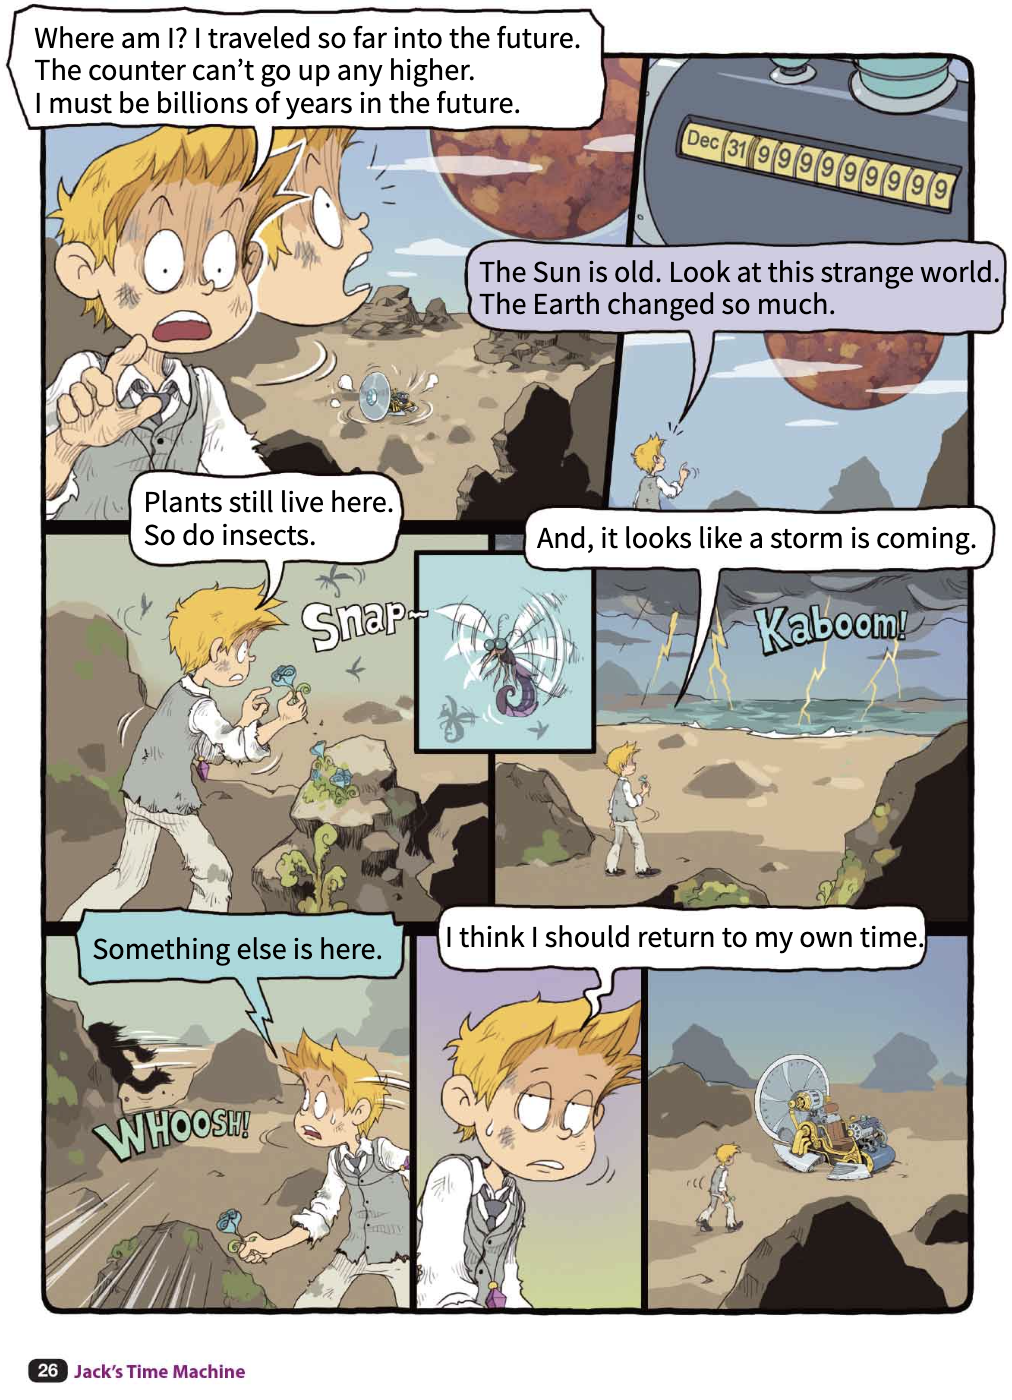 Where am I? I traveled so far into the future.
The counter can’t go up any higher.
I must be billions of years in the future.
Dec 31 999999999
The Sun is old. Look at this strange world.
The Earth changed so much.
Plants still live here.
So do insects.
Snap~
And, it looks like a storm is coming.
Kaboom!
Something else is here.
WHOOSH!
I think I should return to my own time.
26 Jack’s Time Machine